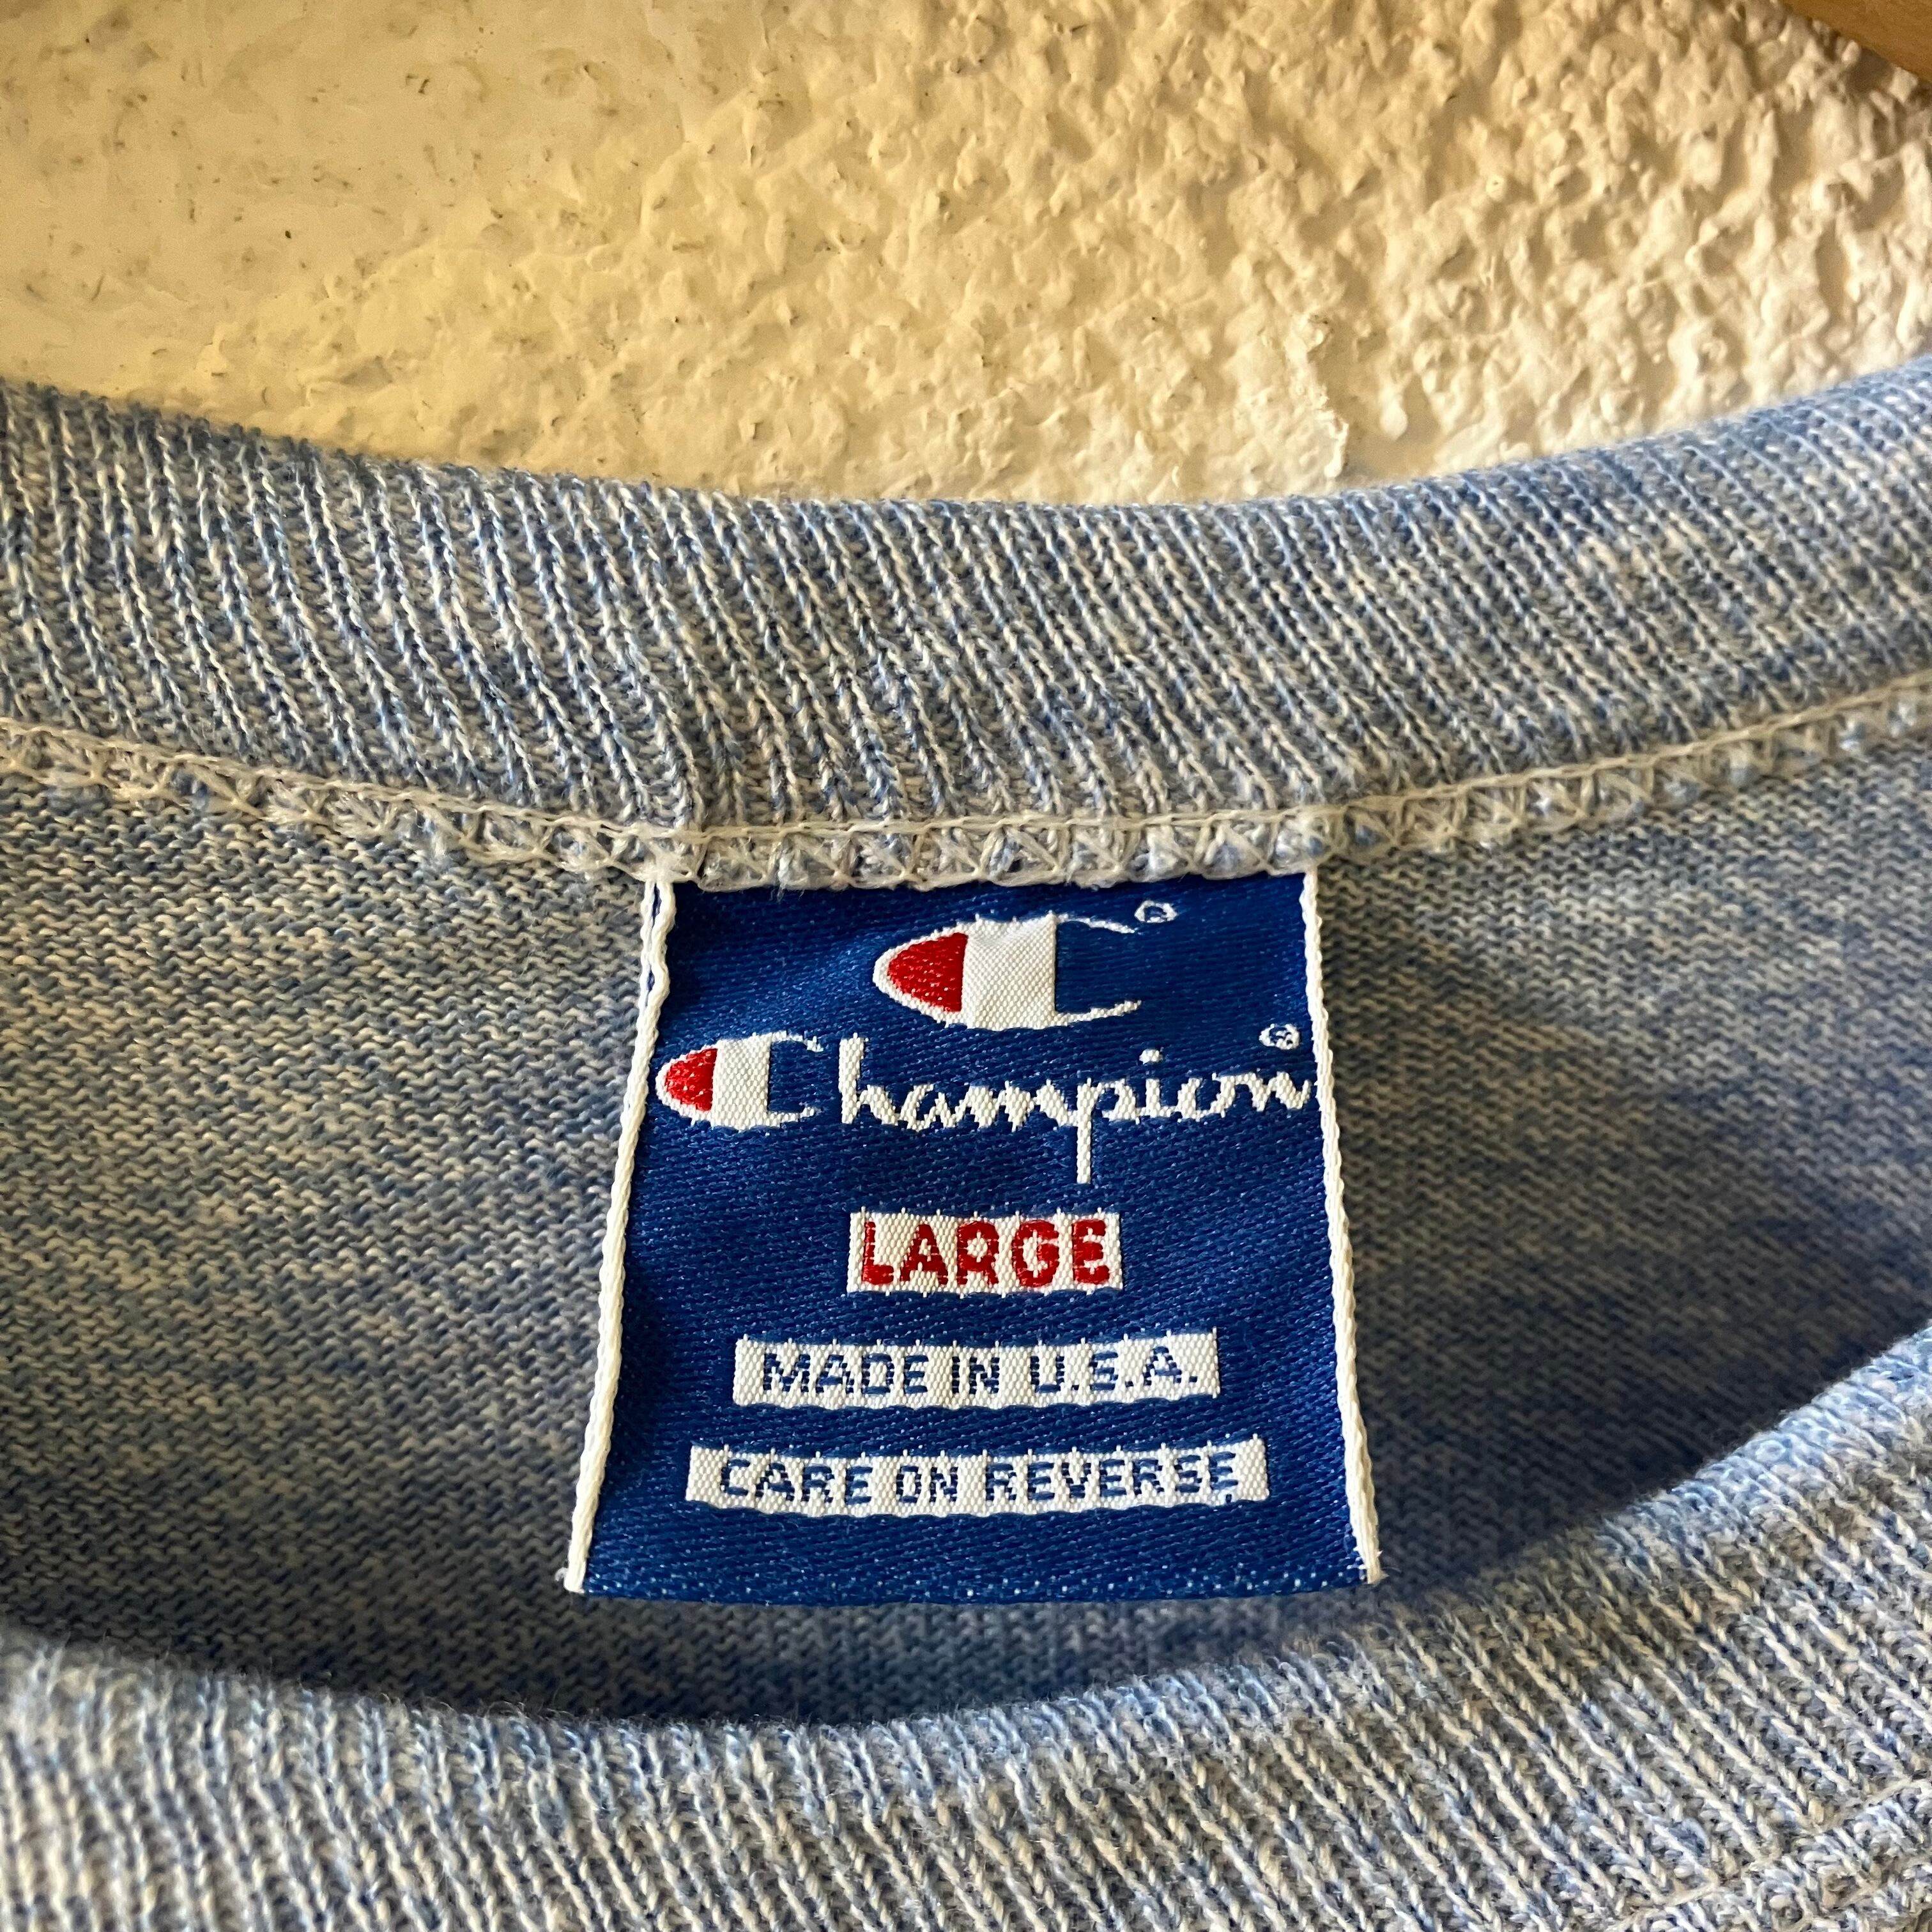 C®
Champion®
LARGE
MADE IN U.S.A.
CARE ON REVERSE